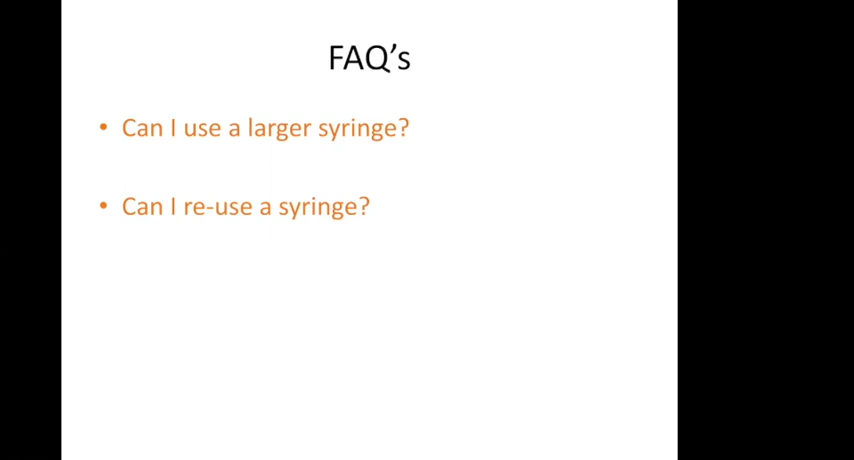 FAQ’s
• Can I use a larger syringe?
• Can I re-use a syringe?